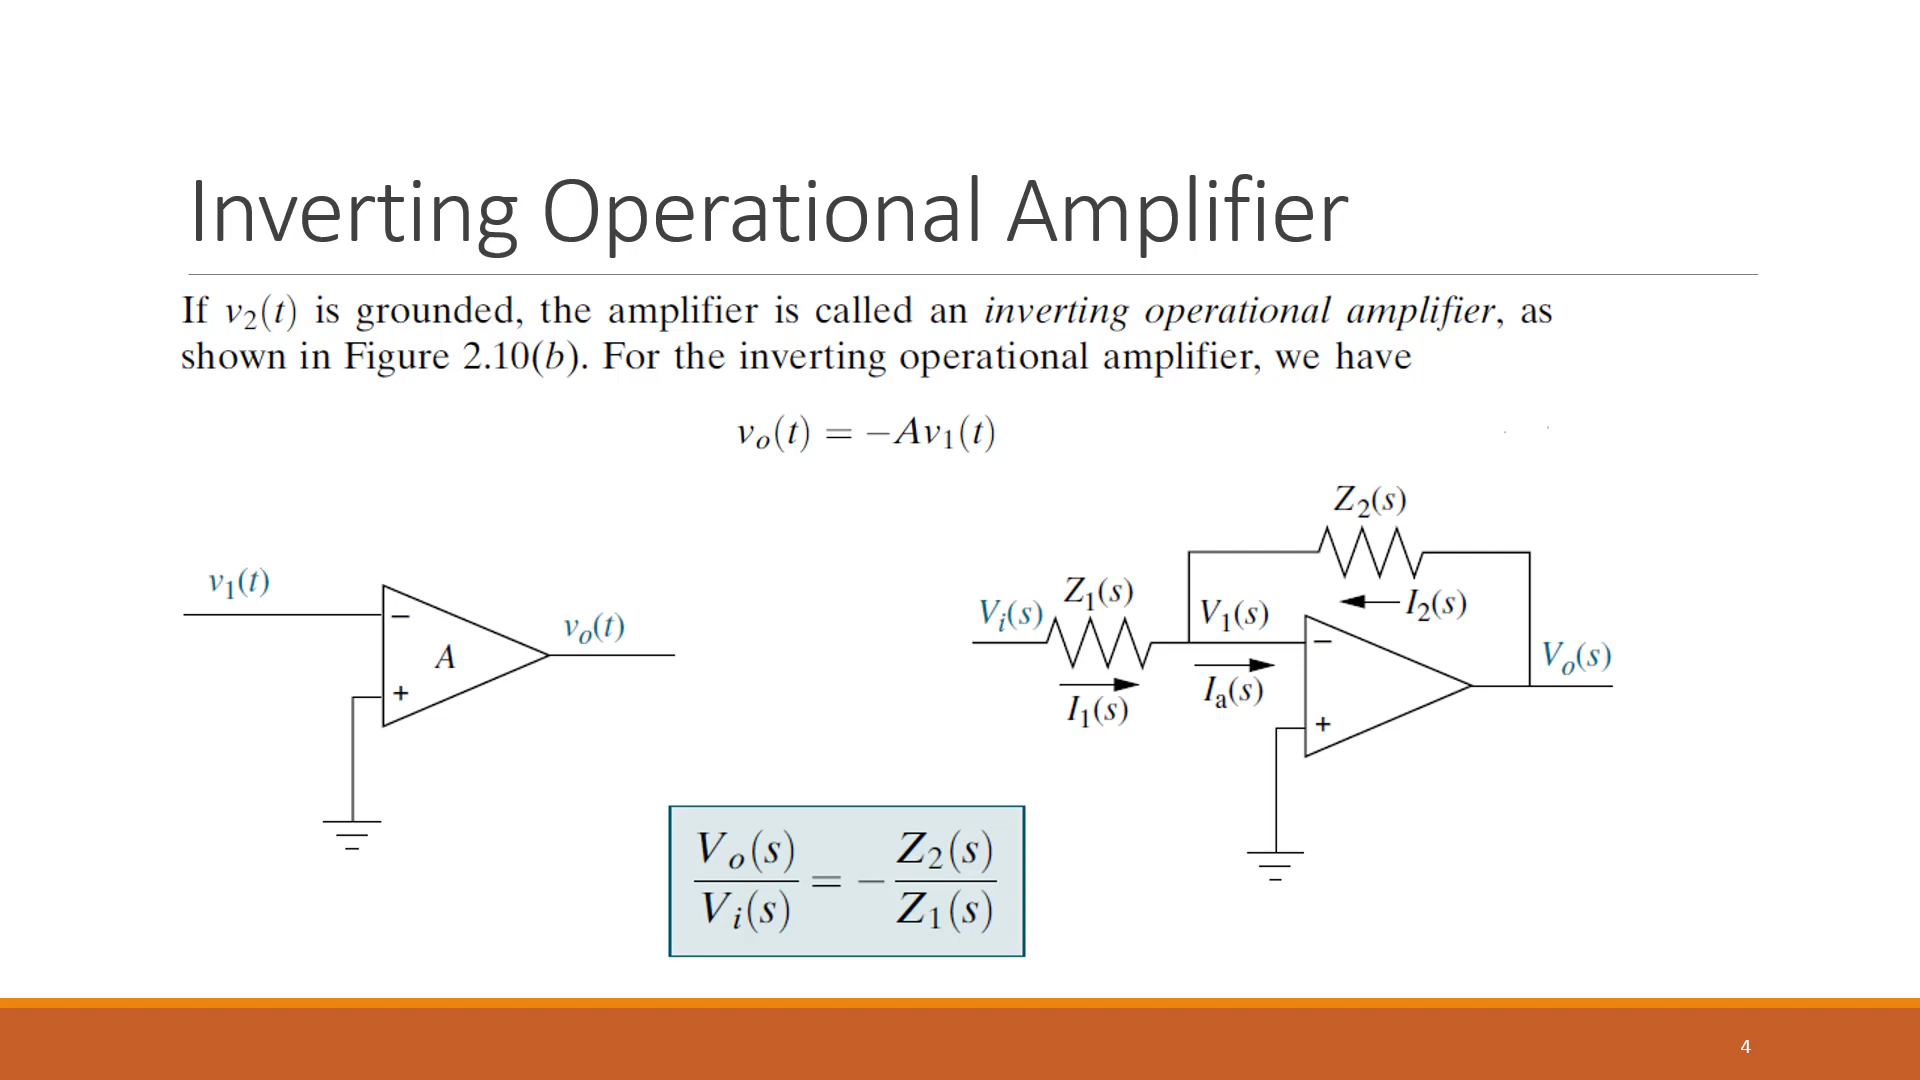 Inverting Operational Amplifier
If v₂(t) is grounded, the amplifier is called an inverting operational amplifier, as
shown in Figure 2.10(b). For the inverting operational amplifier, we have
vₒ(t) = −Av₁(t)
v₁(t)
−
A
+
vₒ(t)
Z₂(s)
Vᵢ(s)
Z₁(s)
V₁(s)
I₂(s)
−
Vₒ(s)
I₁(s)
Iₐ(s)
+
Vₒ(s)/Vᵢ(s) = − Z₂(s)/Z₁(s)
4